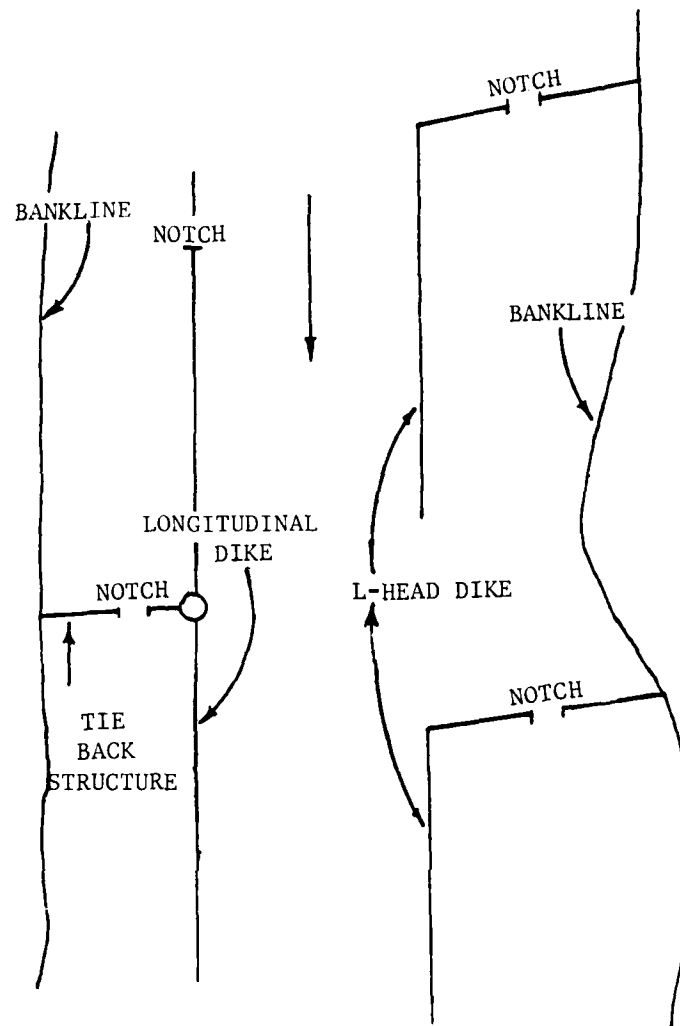 NOTCH
BANKLINE
NOTCH
BANKLINE
LONGITUDINAL
DIKE
NOTCH
L-HEAD DIKE
NOTCH
TIE
BACK
STRUCTURE